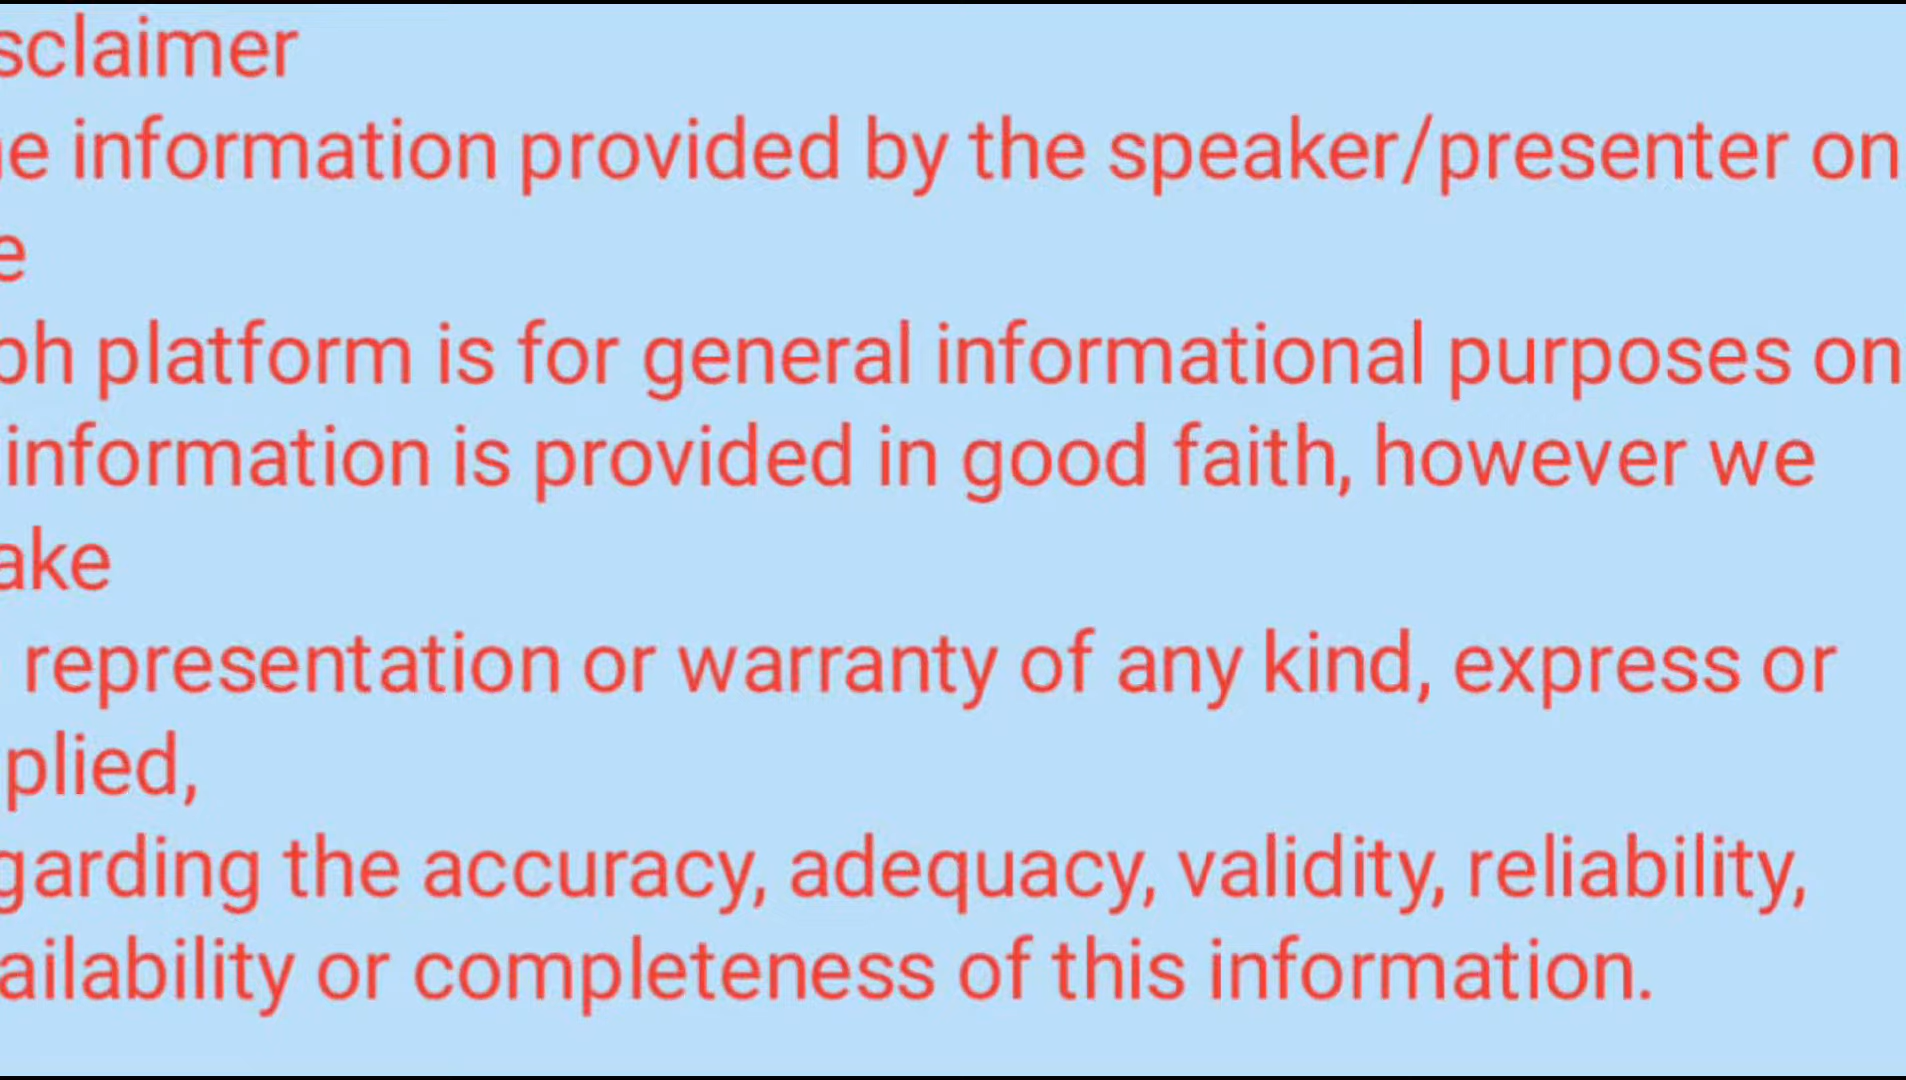 sclaimer
e information provided by the speaker/presenter on
e
ph platform is for general informational purposes on
information is provided in good faith, however we
ake
representation or warranty of any kind, express or
plied,
garding the accuracy, adequacy, validity, reliability,
ailability or completeness of this information.